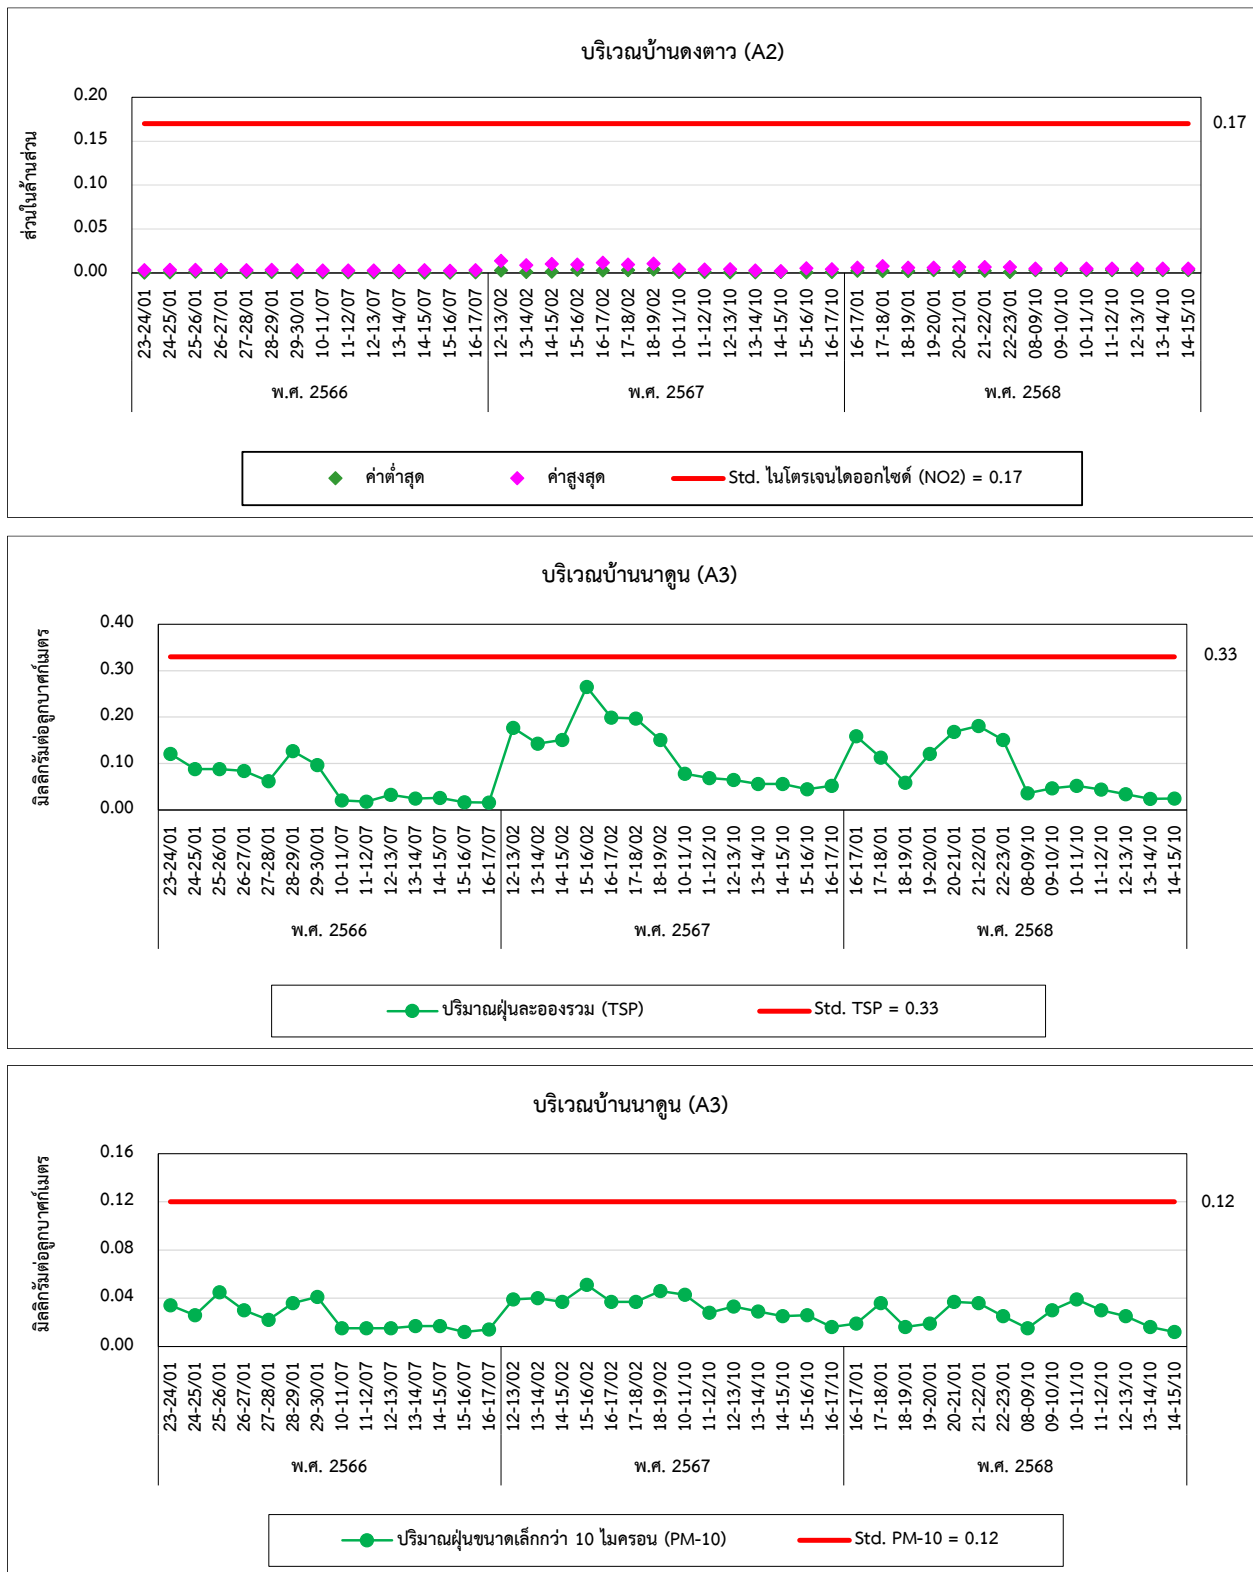 บริเวณบ้านดงตาว (A2)
ส่วนในล้านส่วน
0.20
0.15
0.10
0.05
0.00
0.17
23-24/01 24-25/01 25-26/01 26-27/01 27-28/01 28-29/01 29-30/01 10-11/07 11-12/07 12-13/07 13-14/07 14-15/07 15-16/07 16-17/07 12-13/02 13-14/02 14-15/02 15-16/02 16-17/02 17-18/02 18-19/02 10-11/10 11-12/10 12-13/10 13-14/10 14-15/10 15-16/10 16-17/10 16-17/01 17-18/01 18-19/01 19-20/01 20-21/01 21-22/01 22-23/01 08-09/10 09-10/10 10-11/10 11-12/10 12-13/10 13-14/10 14-15/10
พ.ศ. 2566 พ.ศ. 2567 พ.ศ. 2568
ค่าต่ำสุด ค่าสูงสุด Std. ไนโตรเจนไดออกไซด์ (NO2) = 0.17
บริเวณบ้านนาดูน (A3)
มิลลิกรัมต่อลูกบาศก์เมตร
0.40
0.30
0.20
0.10
0.00
0.33
23-24/01 24-25/01 25-26/01 26-27/01 27-28/01 28-29/01 29-30/01 10-11/07 11-12/07 12-13/07 13-14/07 14-15/07 15-16/07 16-17/07 12-13/02 13-14/02 14-15/02 15-16/02 16-17/02 17-18/02 18-19/02 10-11/10 11-12/10 12-13/10 13-14/10 14-15/10 15-16/10 16-17/10 16-17/01 17-18/01 18-19/01 19-20/01 20-21/01 21-22/01 22-23/01 08-09/10 09-10/10 10-11/10 11-12/10 12-13/10 13-14/10 14-15/10
พ.ศ. 2566 พ.ศ. 2567 พ.ศ. 2568
ปริมาณฝุ่นละอองรวม (TSP) Std. TSP = 0.33
บริเวณบ้านนาดูน (A3)
มิลลิกรัมต่อลูกบาศก์เมตร
0.16
0.12
0.08
0.04
0.00
0.12
23-24/01 24-25/01 25-26/01 26-27/01 27-28/01 28-29/01 29-30/01 10-11/07 11-12/07 12-13/07 13-14/07 14-15/07 15-16/07 16-17/07 12-13/02 13-14/02 14-15/02 15-16/02 16-17/02 17-18/02 18-19/02 10-11/10 11-12/10 12-13/10 13-14/10 14-15/10 15-16/10 16-17/10 16-17/01 17-18/01 18-19/01 19-20/01 20-21/01 21-22/01 22-23/01 08-09/10 09-10/10 10-11/10 11-12/10 12-13/10 13-14/10 14-15/10
พ.ศ. 2566 พ.ศ. 2567 พ.ศ. 2568
ปริมาณฝุ่นขนาดเล็กกว่า 10 ไมครอน (PM-10) Std. PM-10 = 0.12